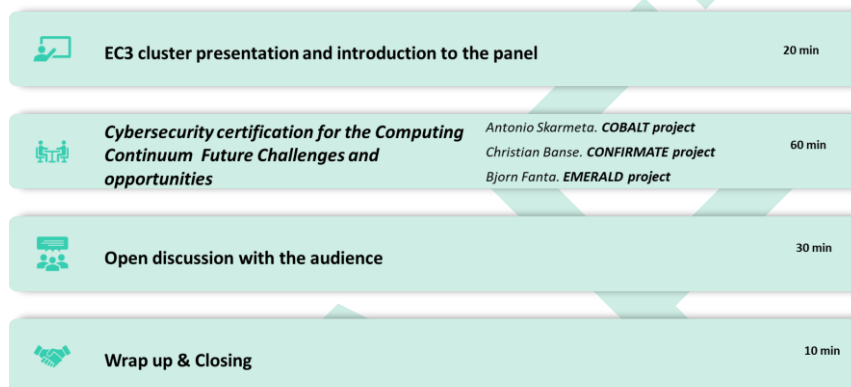 EC3 cluster presentation and introduction to the panel
20 min
Cybersecurity certification for the Computing
Continuum Future Challenges and
opportunities
Antonio Skarmeta. COBALT project
Christian Banse. CONFIRMATE project
Bjorn Fanta. EMERALD project
60 min
Open discussion with the audience
30 min
Wrap up & Closing
10 min